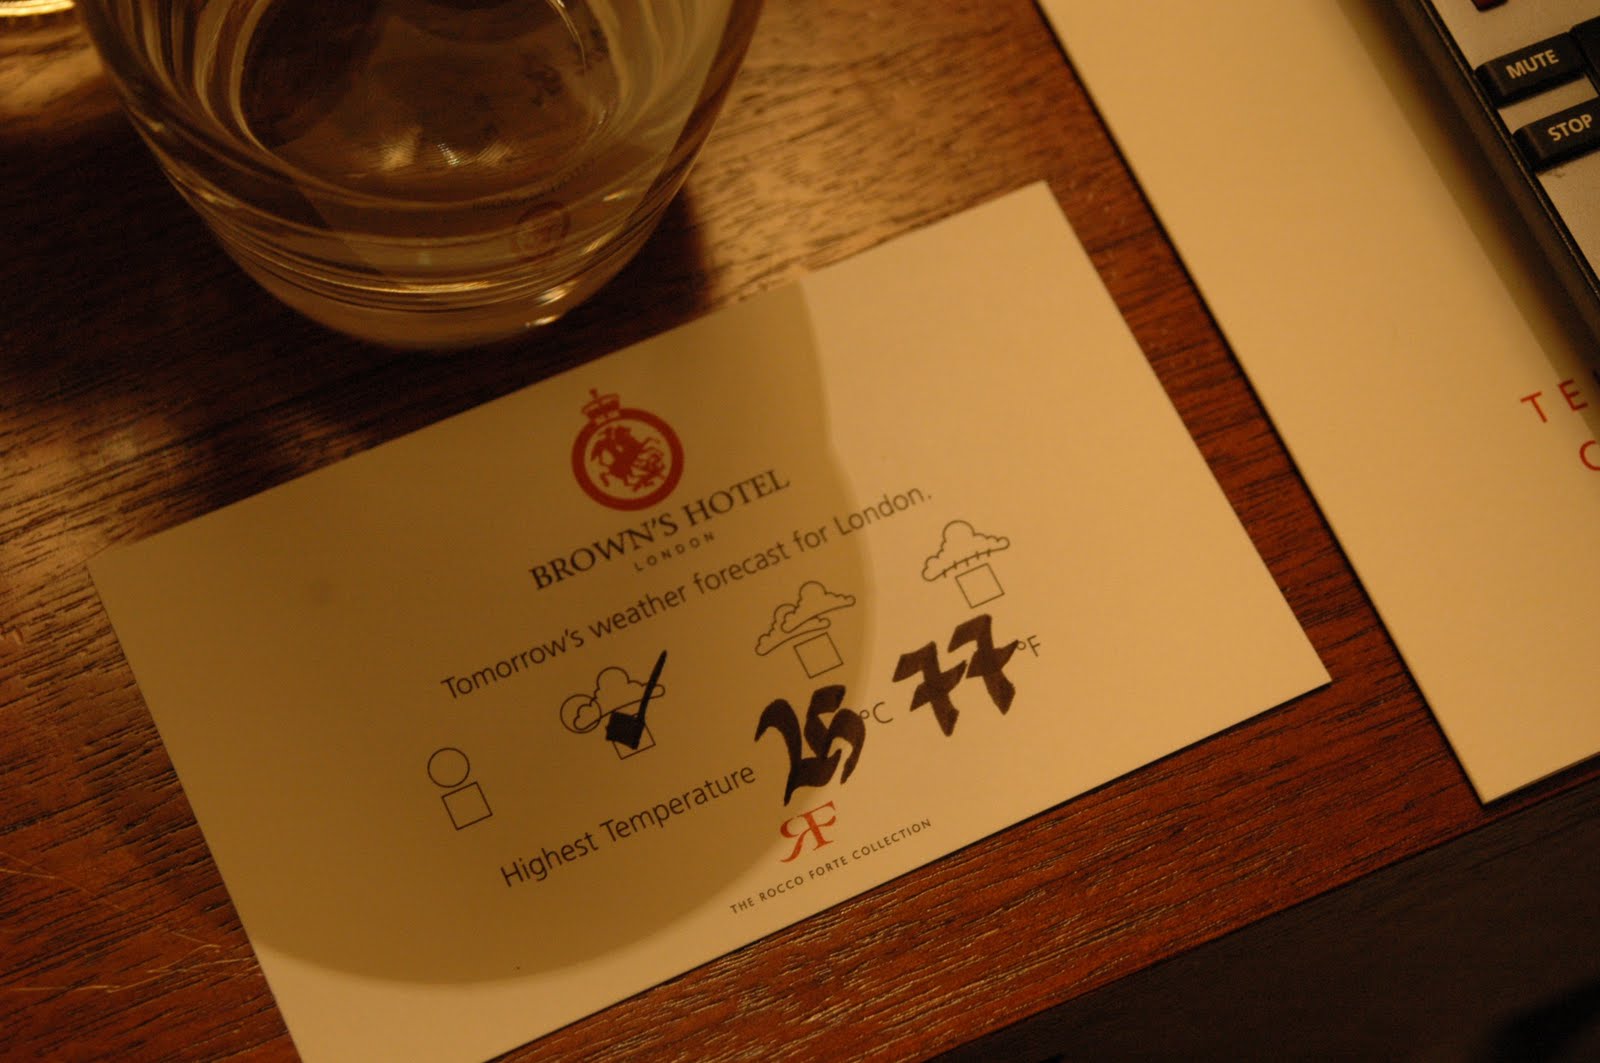 MUTE
STOP
BROWN'S HOTEL
LONDON
Tomorrow's weather forecast for London.
Highest Temperature 25 °C 77 °F
RF
THE ROCCO FORTE COLLECTION